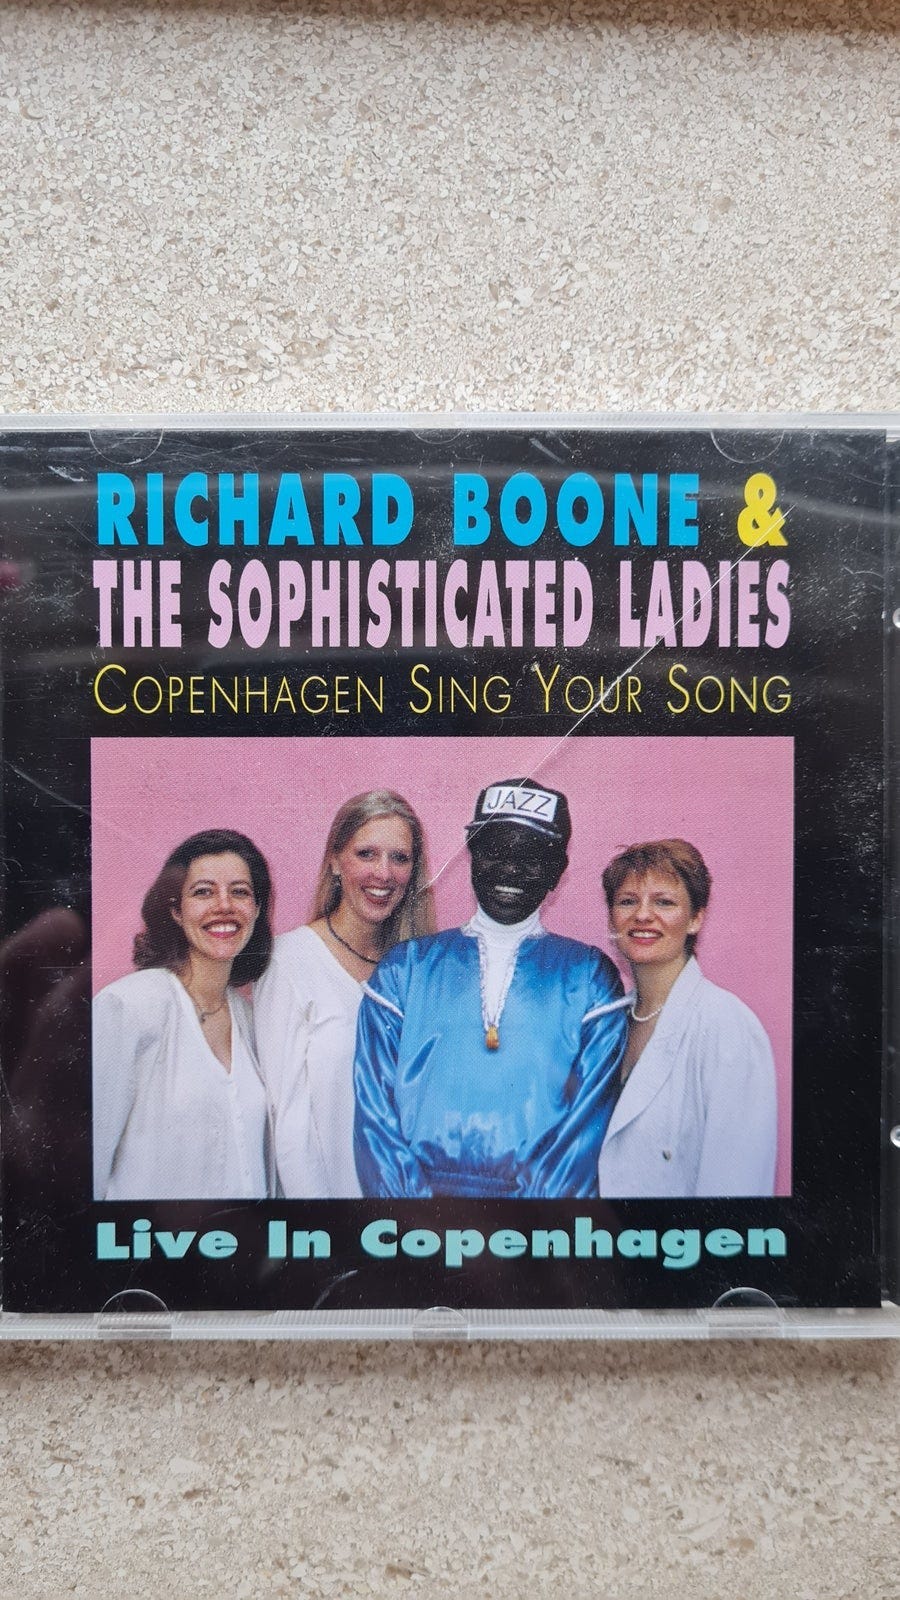 RICHARD BOONE &
THE SOPHISTICATED LADIES
COPENHAGEN SING YOUR SONG
JAZZ
Live In Copenhagen